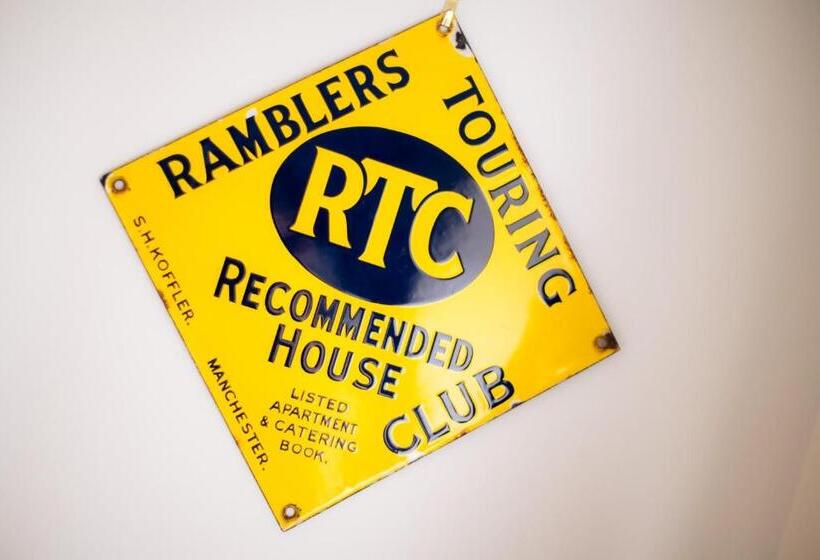 RAMBLERS
TOURING
CLUB
RTC
RECOMMENDED
HOUSE
LISTED
APARTMENT
& CATERING
BOOK.
S.H.KOFFLER.
MANCHESTER.